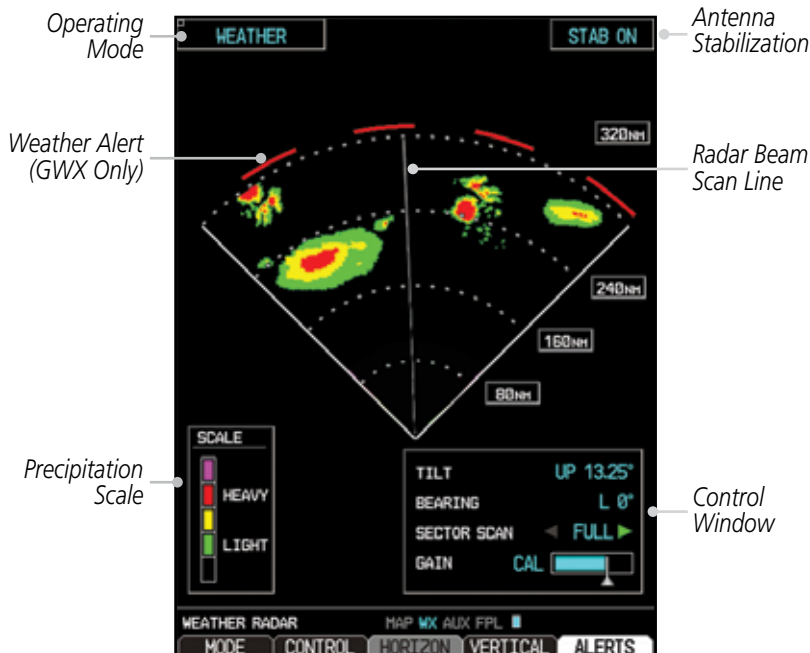 Operating
Mode
WEATHER
STAB ON
Antenna
Stabilization
Weather Alert
(GWX Only)
320NM
Radar Beam
Scan Line
240NM
160NM
80NM
Precipitation
Scale
SCALE
HEAVY
LIGHT
TILT UP 13.25°
BEARING L 0°
SECTOR SCAN FULL
GAIN CAL
Control
Window
WEATHER RADAR MAP WX AUX FPL
MODE CONTROL HORIZON VERTICAL ALERTS